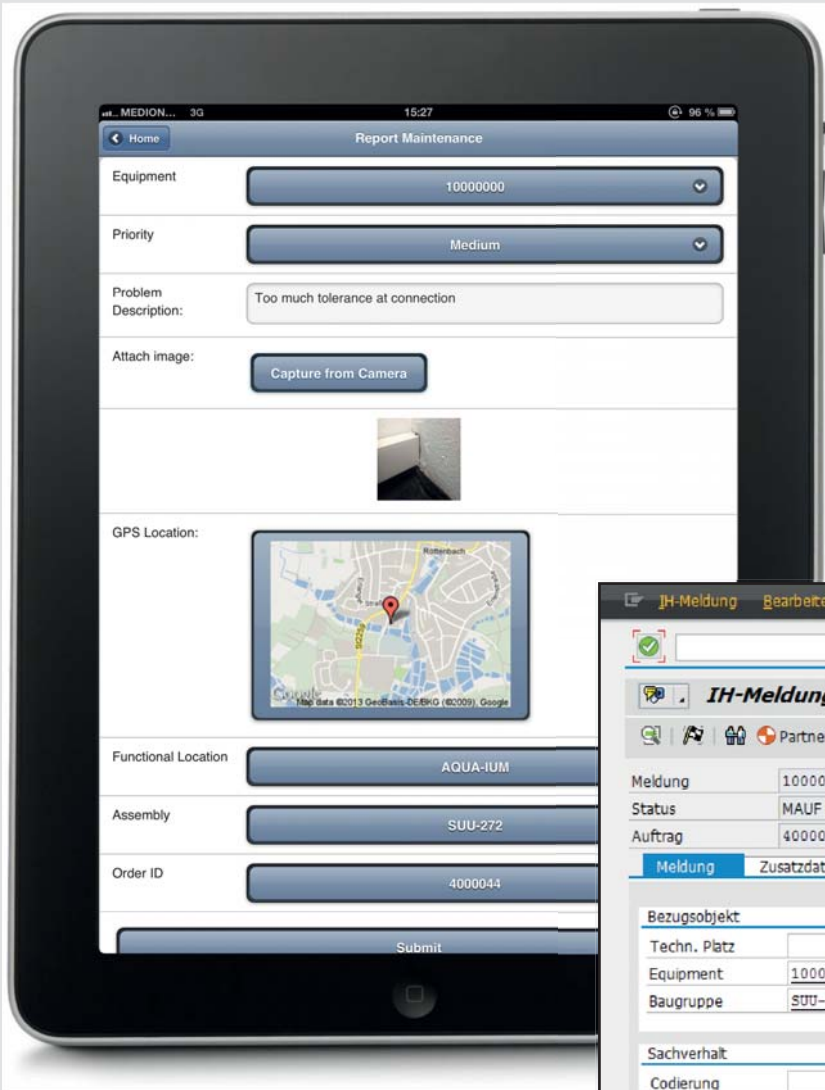 MEDION... 3G 15:27 96 %
Home Report Maintenance
Equipment 10000000
Priority Medium
Problem
Description: Too much tolerance at connection
Attach image: Capture from Camera
GPS Location:
Röttenbach
Google
Map data ©2013 GeoBasis-DE/BKG (©2009), Google
Functional Location AQUA-IUM
Assembly SUU-272
Order ID 4000044
Submit
IH-Meldung Bearbeite
IH-Meldung
Partne
Meldung 10000
Status MAUF
Auftrag 40000
Meldung Zusatzdat
Bezugsobjekt
Techn. Platz
Equipment 1000
Baugruppe SUU-
Sachverhalt
Codierung